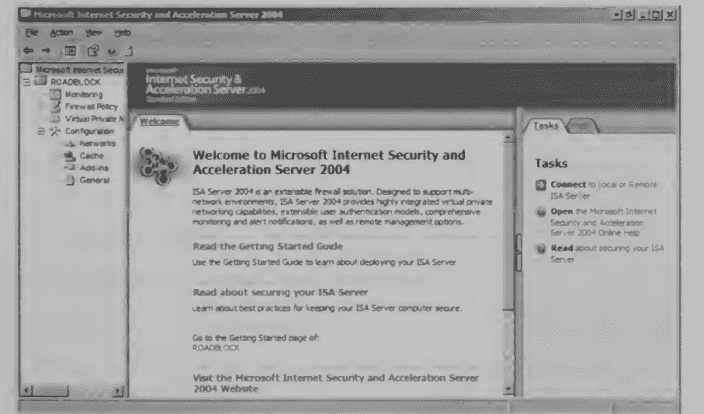 Microsoft Internet Security and Acceleration Server 2004
File Action View Help
Microsoft Internet Secur
ROADBLOCK
Monitoring
Firewall Policy
Virtual Private N
Configuration
Networks
Cache
Add-ins
General
Microsoft
Internet Security &
Acceleration Server 2004
Standard Edition
Welcome
Welcome to Microsoft Internet Security and
Acceleration Server 2004
ISA Server 2004 is an extensible firewall solution. Designed to support multi-
network environments, ISA Server 2004 provides highly integrated virtual private
networking capabilities, extensible user authentication models, comprehensive
monitoring and alert notifications, as well as remote management options.
Read the Getting Started Guide
Use the Getting Started Guide to learn about deploying your ISA Server
Read about securing your ISA Server
Learn about best practices for keeping your ISA Server computer secure.
Go to the Getting Started page of:
ROADBLOCK
Visit the Microsoft Internet Security and Acceleration Server
2004 Website
Tasks
Tasks
Connect to Local or Remote
ISA Server
Open the Microsoft Internet
Security and Acceleration
Server 2004 Online Help
Read about securing your ISA
Server